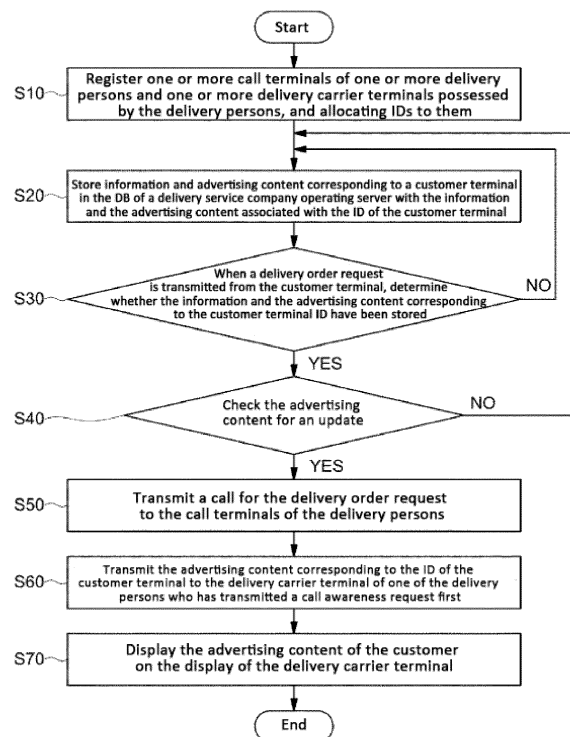 Start
S10
Register one or more call terminals of one or more delivery
persons and one or more delivery carrier terminals possessed
by the delivery persons, and allocating IDs to them
S20
Store information and advertising content corresponding to a customer terminal
in the DB of a delivery service company operating server with the information
and the advertising content associated with the ID of the customer terminal
S30
When a delivery order request
is transmitted from the customer terminal, determine
whether the information and the advertising content corresponding
to the customer terminal ID have been stored
NO
YES
S40
Check the advertising
content for an update
NO
YES
S50
Transmit a call for the delivery order request
to the call terminals of the delivery persons
S60
Transmit the advertising content corresponding to the ID of the
customer terminal to the delivery carrier terminal of one of the delivery
persons who has transmitted a call awareness request first
S70
Display the advertising content of the customer
on the display of the delivery carrier terminal
End